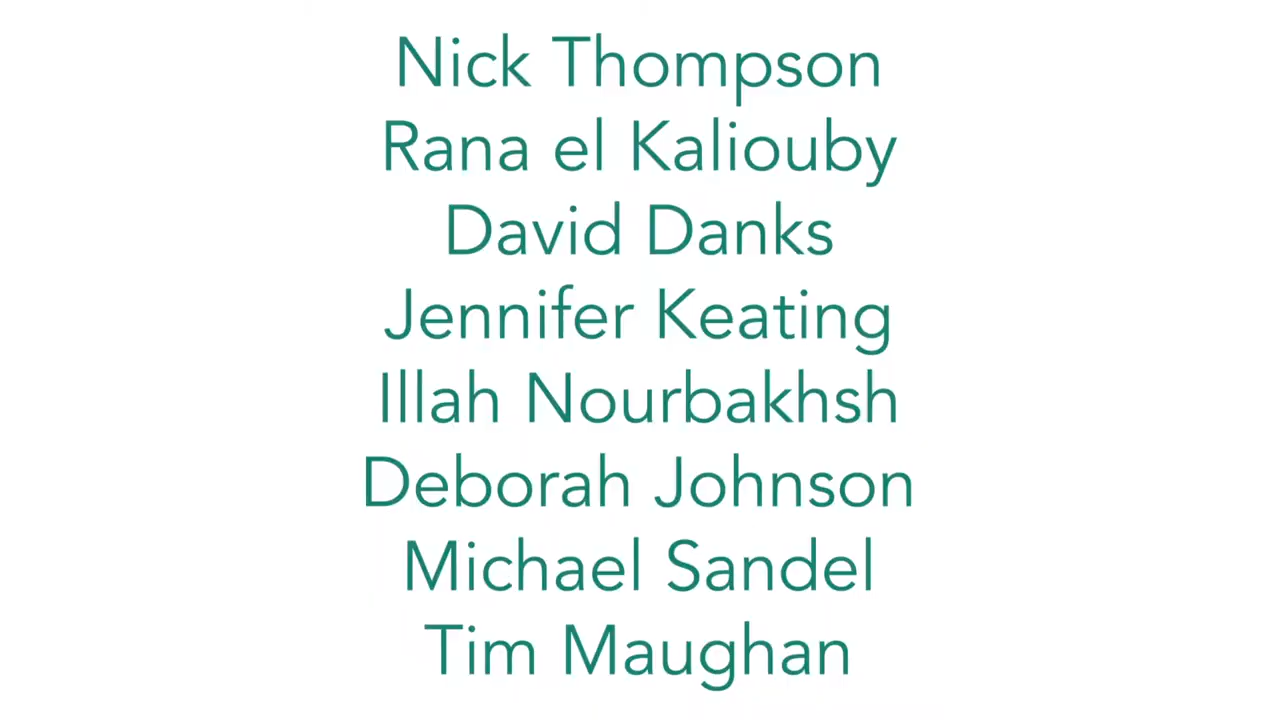 Nick Thompson
Rana el Kaliouby
David Danks
Jennifer Keating
Illah Nourbakhsh
Deborah Johnson
Michael Sandel
Tim Maughan